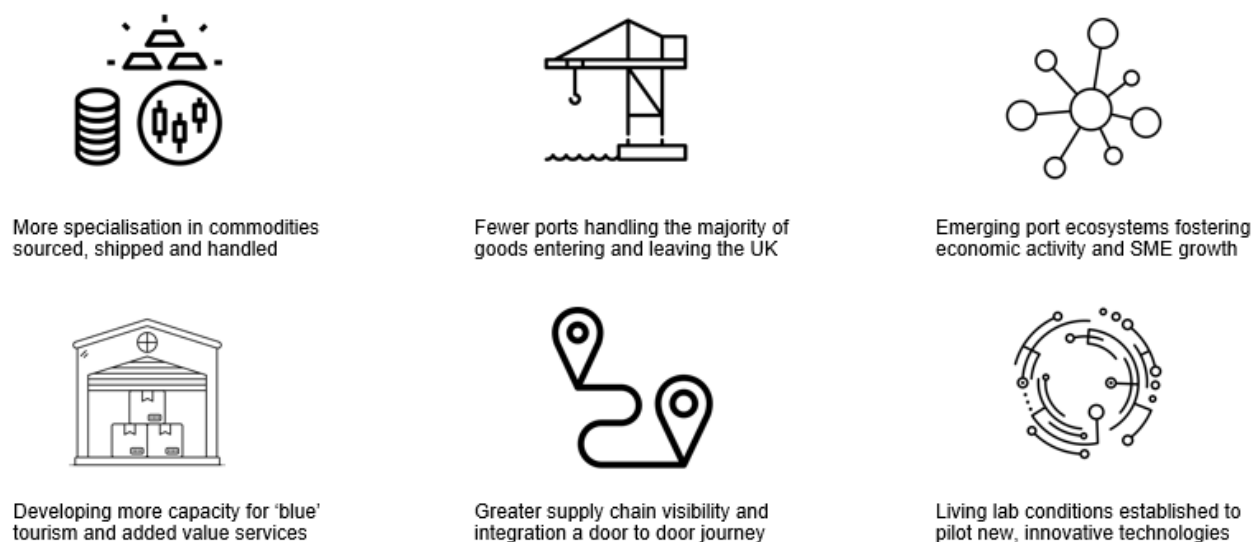 More specialisation in commodities
sourced, shipped and handled
Fewer ports handling the majority of
goods entering and leaving the UK
Emerging port ecosystems fostering
economic activity and SME growth
Developing more capacity for ‘blue’
tourism and added value services
Greater supply chain visibility and
integration a door to door journey
Living lab conditions established to
pilot new, innovative technologies